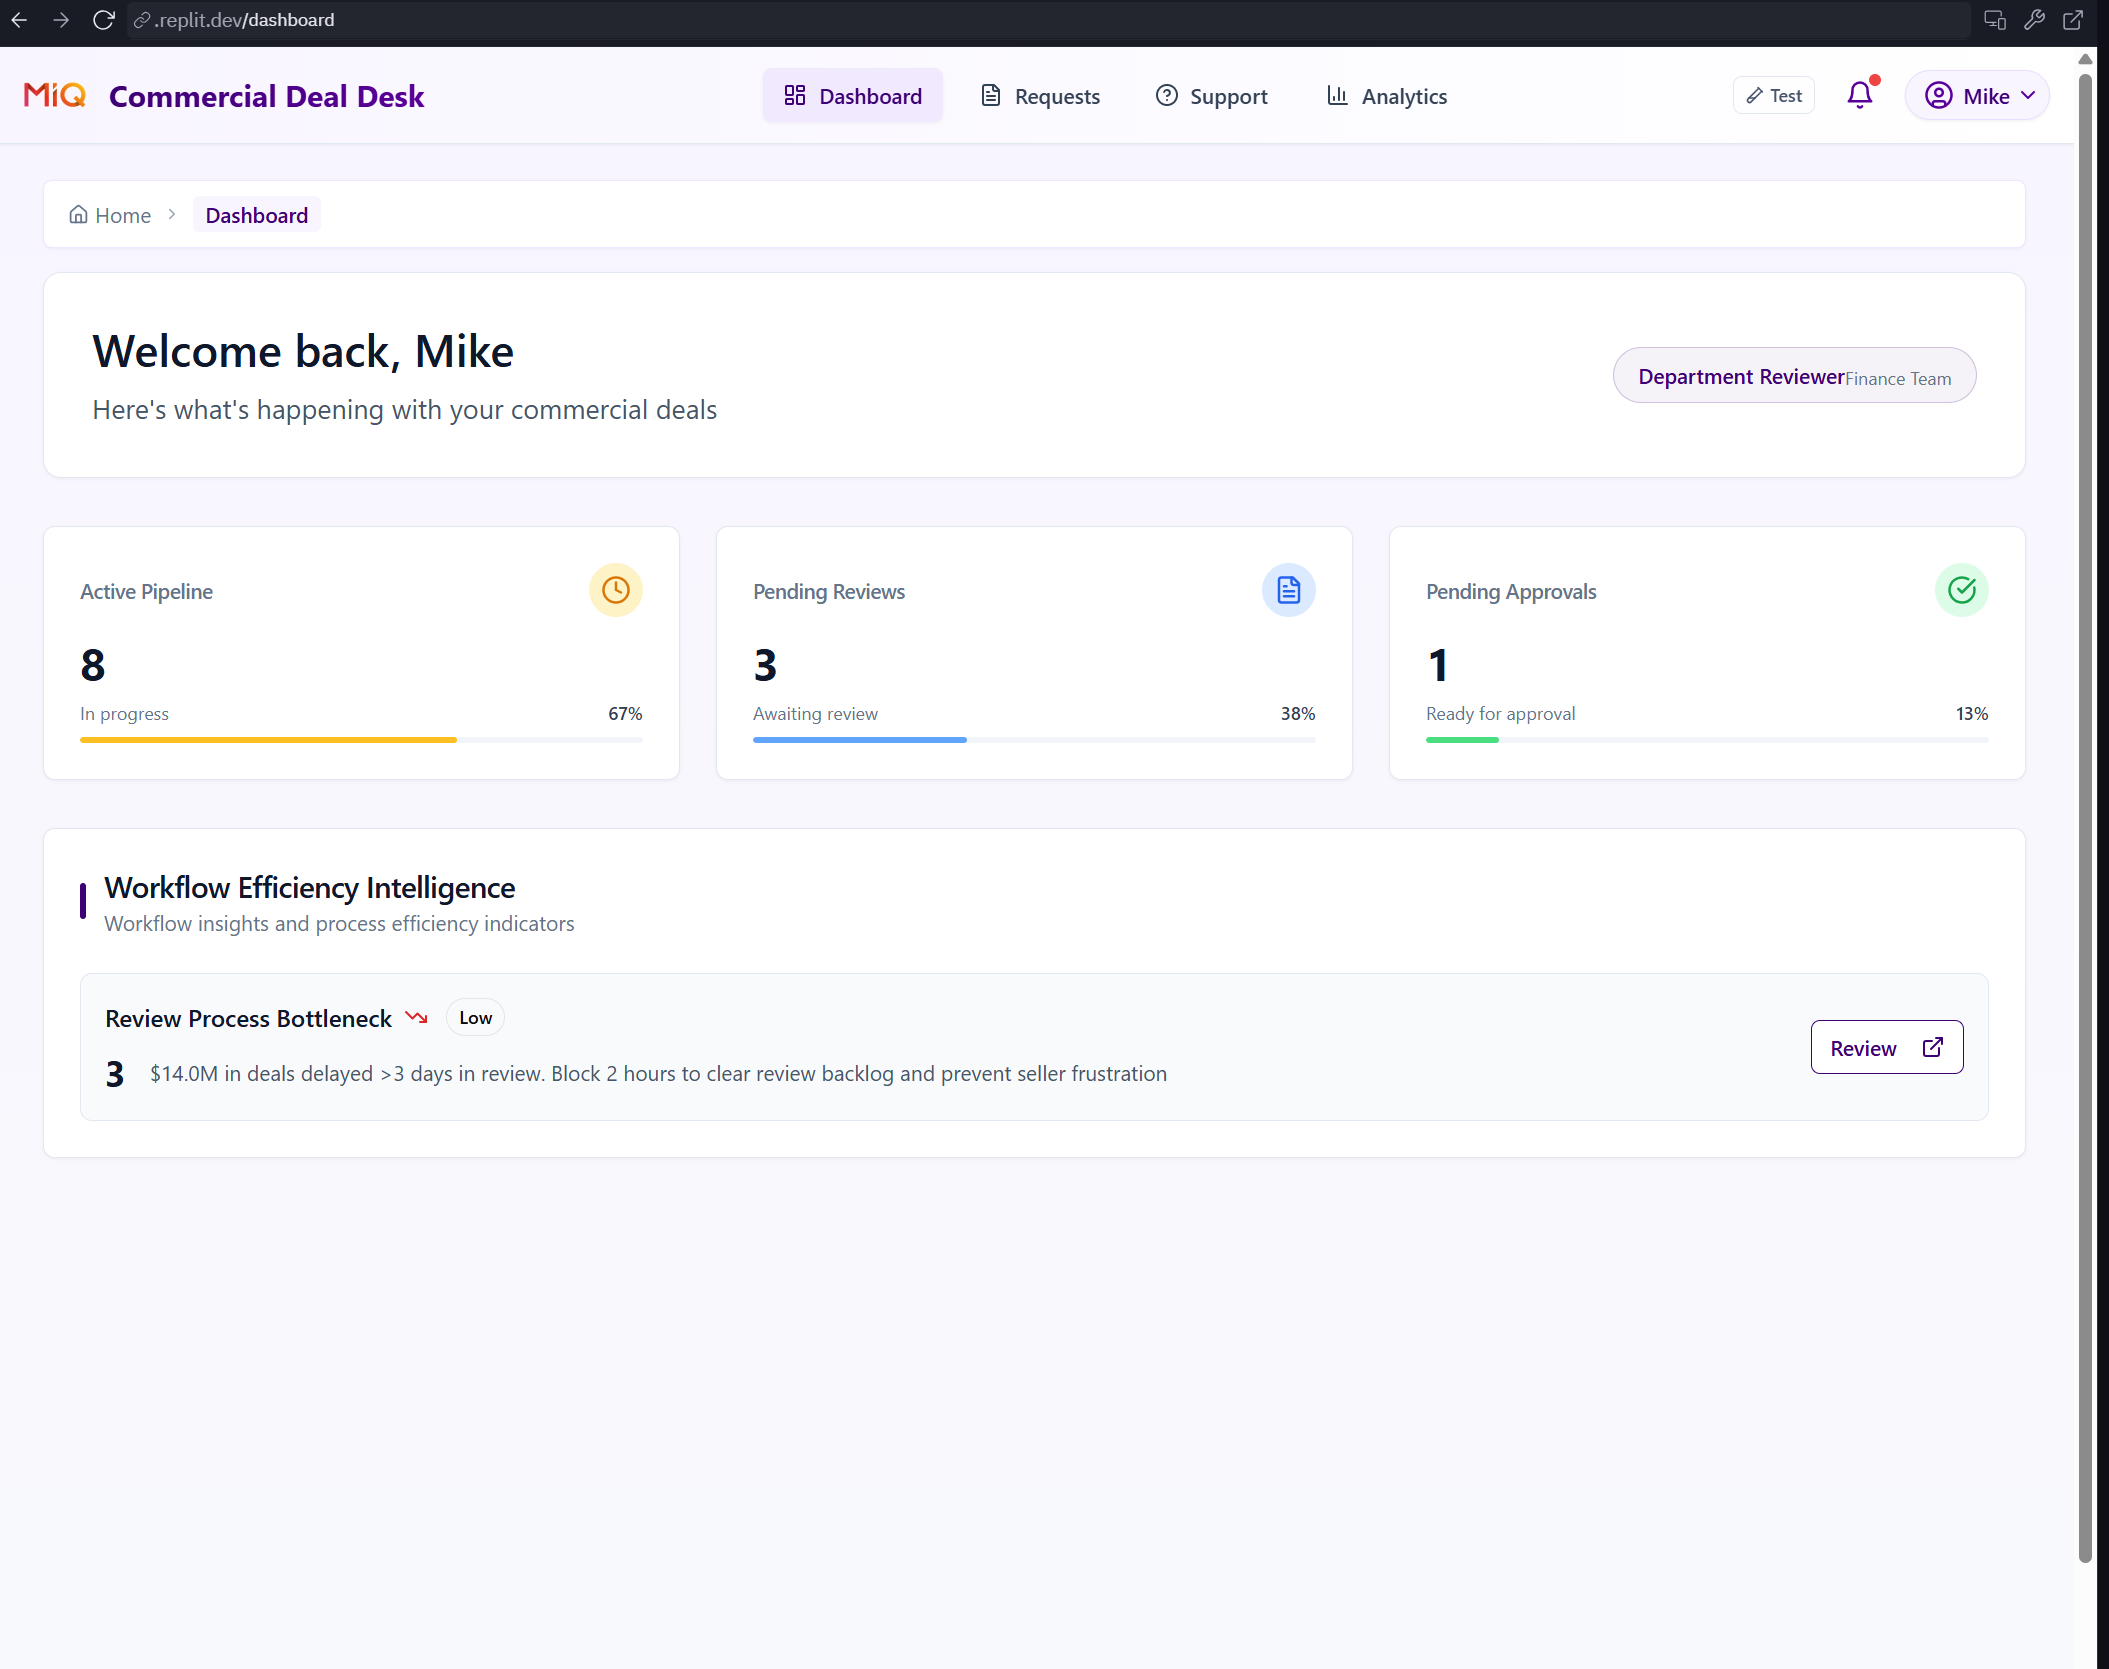 .replit.dev/dashboard
MiQ Commercial Deal Desk
Dashboard
Requests
Support
Analytics
Test
Mike
Home
Dashboard
Welcome back, Mike
Here's what's happening with your commercial deals
Department ReviewerFinance Team
Active Pipeline
8
In progress 67%
Pending Reviews
3
Awaiting review 38%
Pending Approvals
1
Ready for approval 13%
Workflow Efficiency Intelligence
Workflow insights and process efficiency indicators
Review Process Bottleneck Low
3 $14.0M in deals delayed >3 days in review. Block 2 hours to clear review backlog and prevent seller frustration
Review